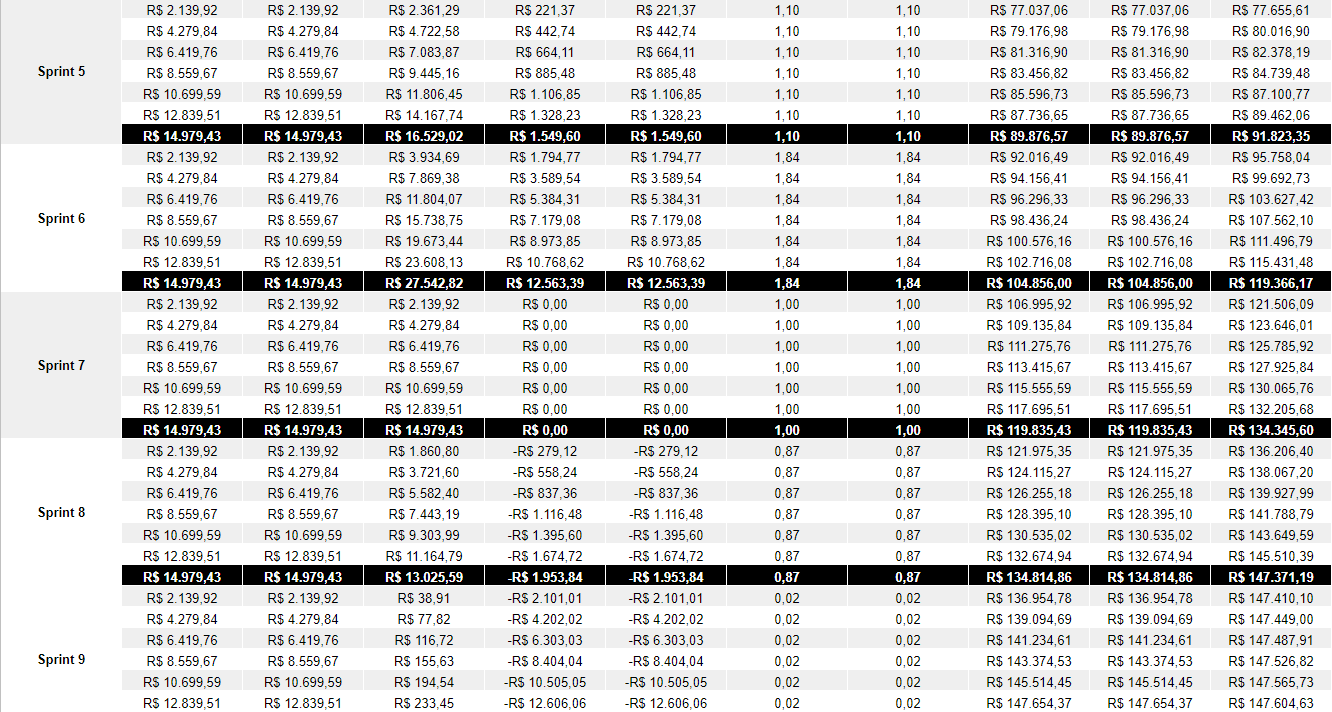 R$ 2.139,92 R$ 2.139,92 R$ 2.361,29 R$ 221,37 R$ 221,37 1,10 1,10 R$ 77.037,06 R$ 77.037,06 R$ 77.655,61
R$ 4.279,84 R$ 4.279,84 R$ 4.722,58 R$ 442,74 R$ 442,74 1,10 1,10 R$ 79.176,98 R$ 79.176,98 R$ 80.016,90
R$ 6.419,76 R$ 6.419,76 R$ 7.083,87 R$ 664,11 R$ 664,11 1,10 1,10 R$ 81.316,90 R$ 81.316,90 R$ 82.378,19
Sprint 5 R$ 8.559,67 R$ 8.559,67 R$ 9.445,16 R$ 885,48 R$ 885,48 1,10 1,10 R$ 83.456,82 R$ 83.456,82 R$ 84.739,48
R$ 10.699,59 R$ 10.699,59 R$ 11.806,45 R$ 1.106,85 R$ 1.106,85 1,10 1,10 R$ 85.596,73 R$ 85.596,73 R$ 87.100,77
R$ 12.839,51 R$ 12.839,51 R$ 14.167,74 R$ 1.328,23 R$ 1.328,23 1,10 1,10 R$ 87.736,65 R$ 87.736,65 R$ 89.462,06
R$ 14.979,43 R$ 14.979,43 R$ 16.529,02 R$ 1.549,60 R$ 1.549,60 1,10 1,10 R$ 89.876,57 R$ 89.876,57 R$ 91.823,35
R$ 2.139,92 R$ 2.139,92 R$ 3.934,69 R$ 1.794,77 R$ 1.794,77 1,84 1,84 R$ 92.016,49 R$ 92.016,49 R$ 95.758,04
R$ 4.279,84 R$ 4.279,84 R$ 7.869,38 R$ 3.589,54 R$ 3.589,54 1,84 1,84 R$ 94.156,41 R$ 94.156,41 R$ 99.692,73
R$ 6.419,76 R$ 6.419,76 R$ 11.804,07 R$ 5.384,31 R$ 5.384,31 1,84 1,84 R$ 96.296,33 R$ 96.296,33 R$ 103.627,42
Sprint 6 R$ 8.559,67 R$ 8.559,67 R$ 15.738,75 R$ 7.179,08 R$ 7.179,08 1,84 1,84 R$ 98.436,24 R$ 98.436,24 R$ 107.562,10
R$ 10.699,59 R$ 10.699,59 R$ 19.673,44 R$ 8.973,85 R$ 8.973,85 1,84 1,84 R$ 100.576,16 R$ 100.576,16 R$ 111.496,79
R$ 12.839,51 R$ 12.839,51 R$ 23.608,13 R$ 10.768,62 R$ 10.768,62 1,84 1,84 R$ 102.716,08 R$ 102.716,08 R$ 115.431,48
R$ 14.979,43 R$ 14.979,43 R$ 27.542,82 R$ 12.563,39 R$ 12.563,39 1,84 1,84 R$ 104.856,00 R$ 104.856,00 R$ 119.366,17
R$ 2.139,92 R$ 2.139,92 R$ 2.139,92 R$ 0,00 R$ 0,00 1,00 1,00 R$ 106.995,92 R$ 106.995,92 R$ 121.506,09
R$ 4.279,84 R$ 4.279,84 R$ 4.279,84 R$ 0,00 R$ 0,00 1,00 1,00 R$ 109.135,84 R$ 109.135,84 R$ 123.646,01
R$ 6.419,76 R$ 6.419,76 R$ 6.419,76 R$ 0,00 R$ 0,00 1,00 1,00 R$ 111.275,76 R$ 111.275,76 R$ 125.785,92
Sprint 7 R$ 8.559,67 R$ 8.559,67 R$ 8.559,67 R$ 0,00 R$ 0,00 1,00 1,00 R$ 113.415,67 R$ 113.415,67 R$ 127.925,84
R$ 10.699,59 R$ 10.699,59 R$ 10.699,59 R$ 0,00 R$ 0,00 1,00 1,00 R$ 115.555,59 R$ 115.555,59 R$ 130.065,76
R$ 12.839,51 R$ 12.839,51 R$ 12.839,51 R$ 0,00 R$ 0,00 1,00 1,00 R$ 117.695,51 R$ 117.695,51 R$ 132.205,68
R$ 14.979,43 R$ 14.979,43 R$ 14.979,43 R$ 0,00 R$ 0,00 1,00 1,00 R$ 119.835,43 R$ 119.835,43 R$ 134.345,60
R$ 2.139,92 R$ 2.139,92 R$ 1.860,80 -R$ 279,12 -R$ 279,12 0,87 0,87 R$ 121.975,35 R$ 121.975,35 R$ 136.206,40
R$ 4.279,84 R$ 4.279,84 R$ 3.721,60 -R$ 558,24 -R$ 558,24 0,87 0,87 R$ 124.115,27 R$ 124.115,27 R$ 138.067,20
R$ 6.419,76 R$ 6.419,76 R$ 5.582,40 -R$ 837,36 -R$ 837,36 0,87 0,87 R$ 126.255,18 R$ 126.255,18 R$ 139.927,99
Sprint 8 R$ 8.559,67 R$ 8.559,67 R$ 7.443,19 -R$ 1.116,48 -R$ 1.116,48 0,87 0,87 R$ 128.395,10 R$ 128.395,10 R$ 141.788,79
R$ 10.699,59 R$ 10.699,59 R$ 9.303,99 -R$ 1.395,60 -R$ 1.395,60 0,87 0,87 R$ 130.535,02 R$ 130.535,02 R$ 143.649,59
R$ 12.839,51 R$ 12.839,51 R$ 11.164,79 -R$ 1.674,72 -R$ 1.674,72 0,87 0,87 R$ 132.674,94 R$ 132.674,94 R$ 145.510,39
R$ 14.979,43 R$ 14.979,43 R$ 13.025,59 -R$ 1.953,84 -R$ 1.953,84 0,87 0,87 R$ 134.814,86 R$ 134.814,86 R$ 147.371,19
R$ 2.139,92 R$ 2.139,92 R$ 38,91 -R$ 2.101,01 -R$ 2.101,01 0,02 0,02 R$ 136.954,78 R$ 136.954,78 R$ 147.410,10
R$ 4.279,84 R$ 4.279,84 R$ 77,82 -R$ 4.202,02 -R$ 4.202,02 0,02 0,02 R$ 139.094,69 R$ 139.094,69 R$ 147.449,00
R$ 6.419,76 R$ 6.419,76 R$ 116,72 -R$ 6.303,03 -R$ 6.303,03 0,02 0,02 R$ 141.234,61 R$ 141.234,61 R$ 147.487,91
Sprint 9 R$ 8.559,67 R$ 8.559,67 R$ 155,63 -R$ 8.404,04 -R$ 8.404,04 0,02 0,02 R$ 143.374,53 R$ 143.374,53 R$ 147.526,82
R$ 10.699,59 R$ 10.699,59 R$ 194,54 -R$ 10.505,05 -R$ 10.505,05 0,02 0,02 R$ 145.514,45 R$ 145.514,45 R$ 147.565,73
R$ 12.839,51 R$ 12.839,51 R$ 233,45 -R$ 12.606,06 -R$ 12.606,06 0,02 0,02 R$ 147.654,37 R$ 147.654,37 R$ 147.604,63